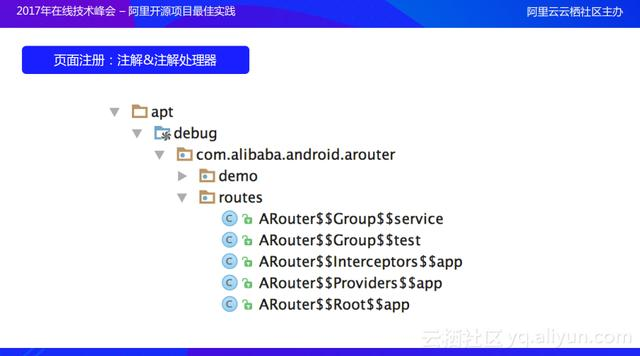 2017年在线技术峰会 – 阿里开源项目最佳实践
阿里云云栖社区主办
页面注册：注解&注解处理器
apt
debug
com.alibaba.android.arouter
demo
routes
C ARouter$$Group$$service
C ARouter$$Group$$test
C ARouter$$Interceptors$$app
C ARouter$$Providers$$app
C ARouter$$Root$$app
云栖社区 yq.aliyun.com